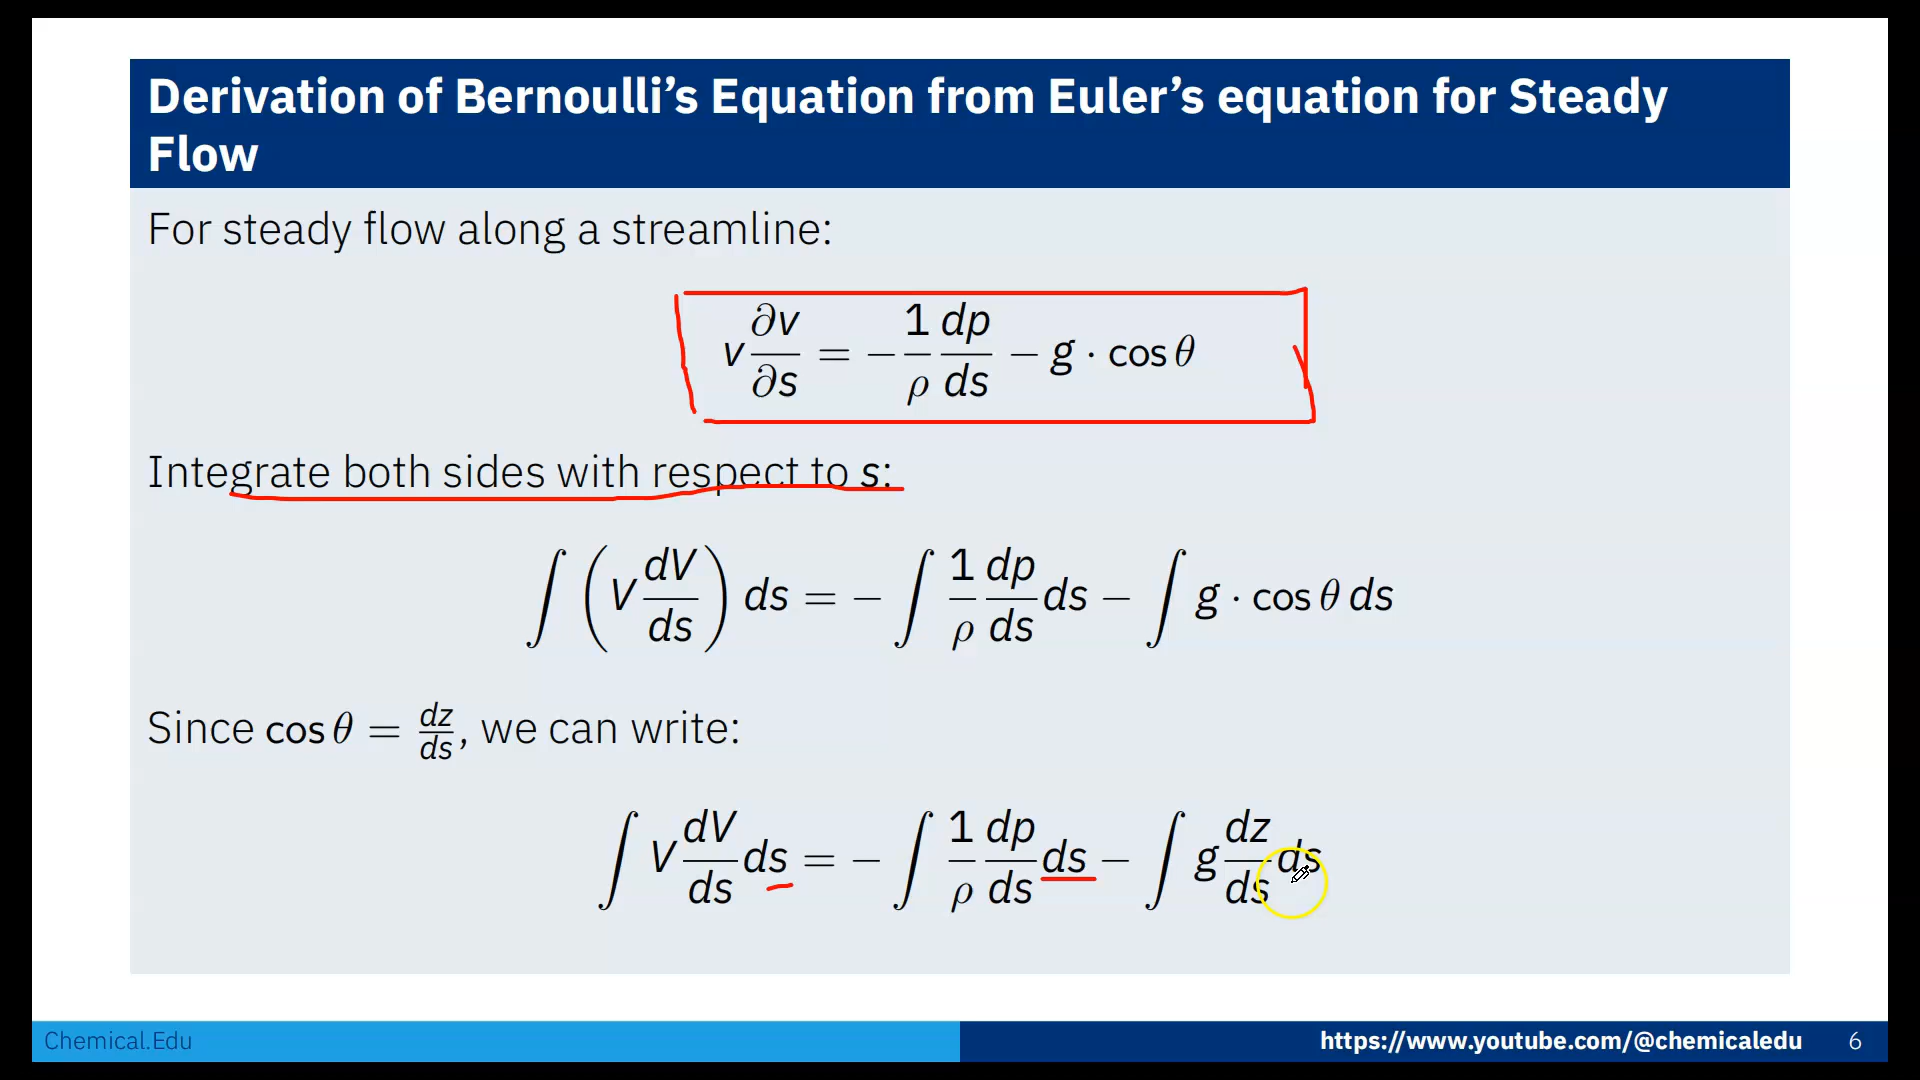 Derivation of Bernoulli's Equation from Euler's equation for Steady
Flow
For steady flow along a streamline:
v ∂v/∂s = − 1/ρ dp/ds − g · cos θ
Integrate both sides with respect to s:
∫ (V dV/ds) ds = − ∫ 1/ρ dp/ds ds − ∫ g · cos θ ds
Since cos θ = dz/ds, we can write:
∫ V dV/ds ds = − ∫ 1/ρ dp/ds ds − ∫ g dz/ds ds
Chemical.Edu
https://www.youtube.com/@chemicaledu 6